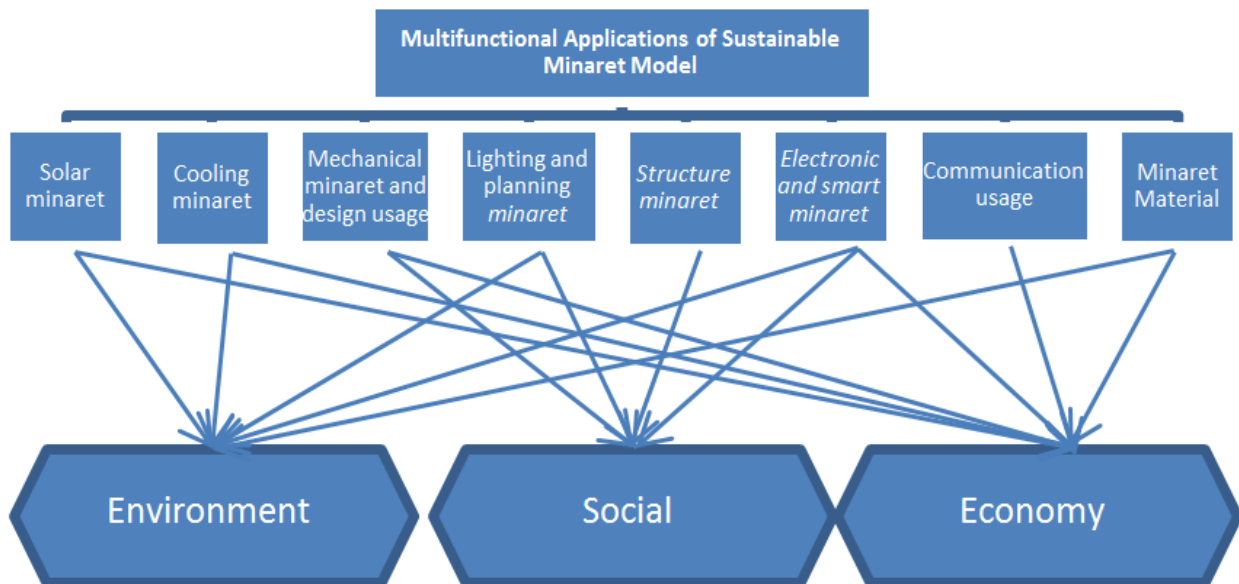 Multifunctional Applications of Sustainable
Minaret Model
Solar
minaret
Cooling
minaret
Mechanical
minaret and
design usage
Lighting and
planning
minaret
Structure
minaret
Electronic
and smart
minaret
Communication
usage
Minaret
Material
Environment
Social
Economy